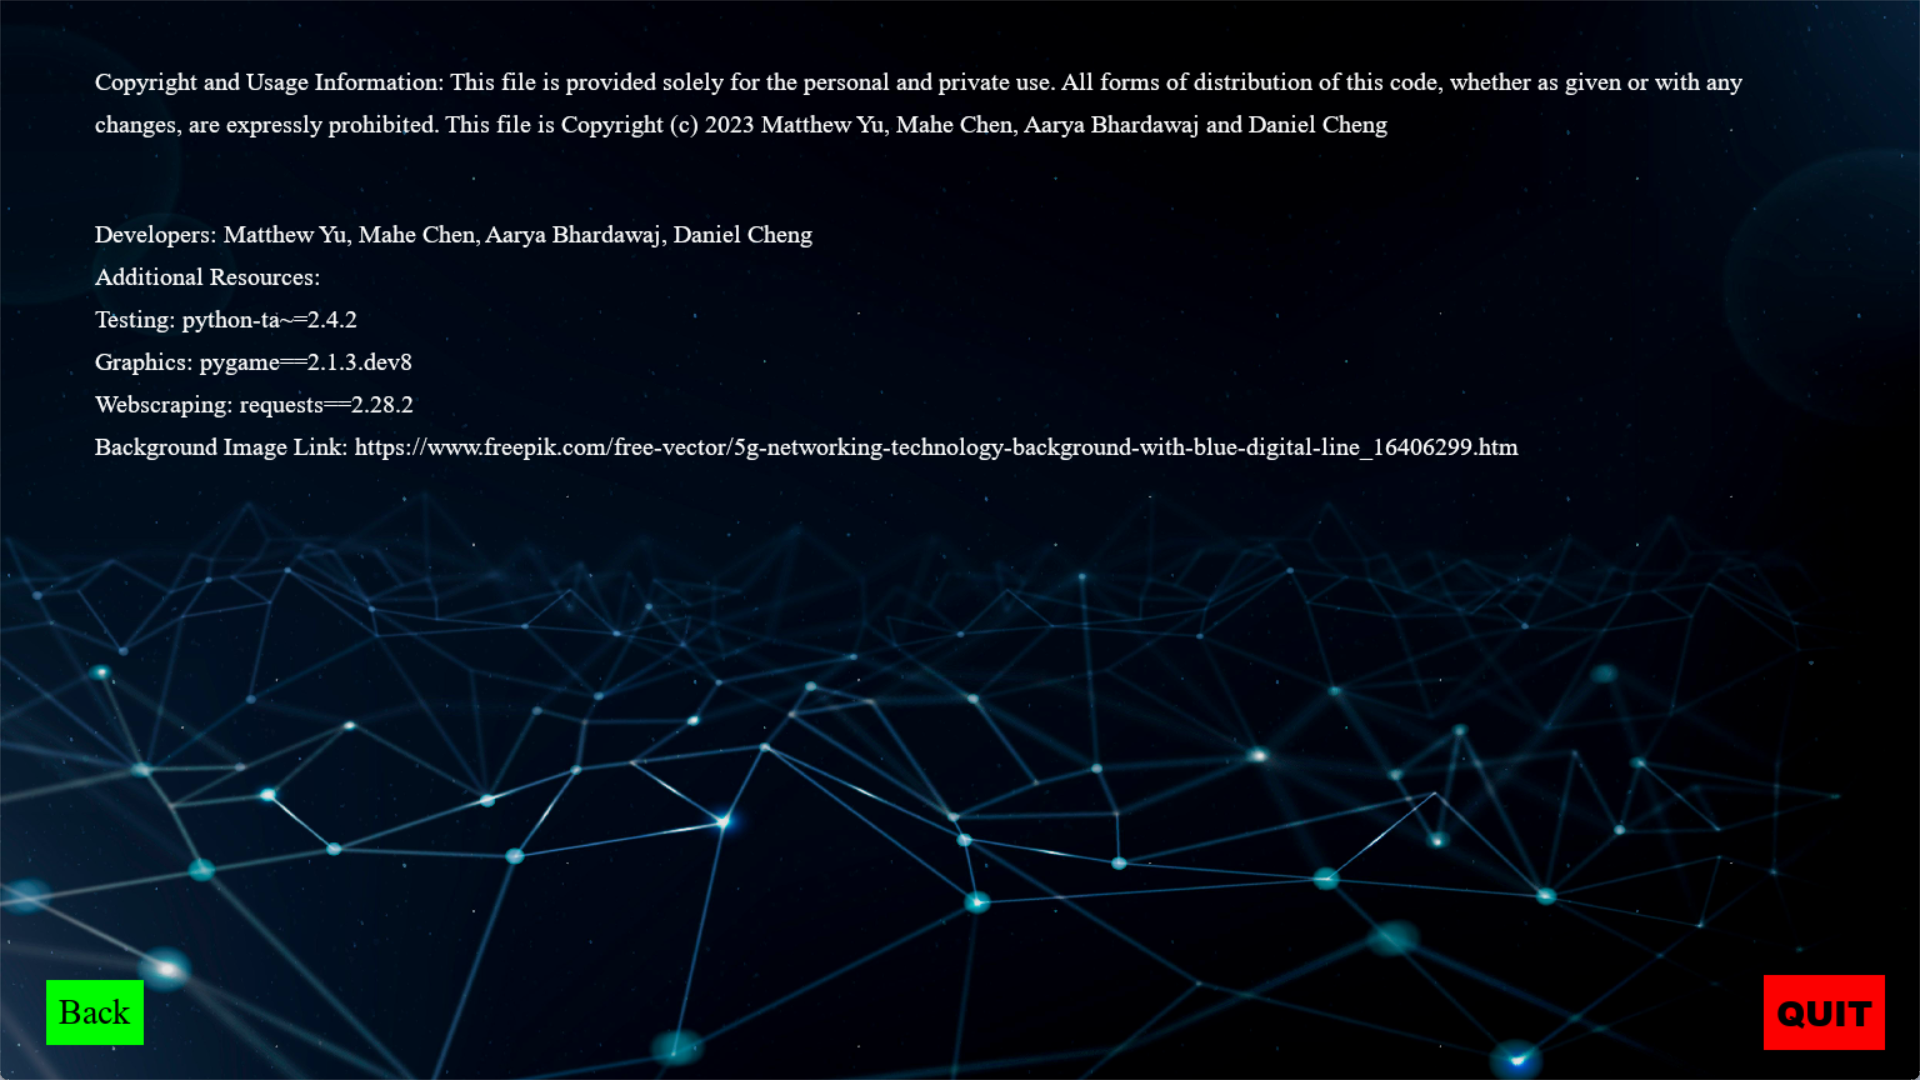 Copyright and Usage Information: This file is provided solely for the personal and private use. All forms of distribution of this code, whether as given or with any
changes, are expressly prohibited. This file is Copyright (c) 2023 Matthew Yu, Mahe Chen, Aarya Bhardawaj and Daniel Cheng
Developers: Matthew Yu, Mahe Chen, Aarya Bhardawaj, Daniel Cheng
Additional Resources:
Testing: python-ta~=2.4.2
Graphics: pygame==2.1.3.dev8
Webscraping: requests==2.28.2
Background Image Link: https://www.freepik.com/free-vector/5g-networking-technology-background-with-blue-digital-line_16406299.htm
Back
QUIT